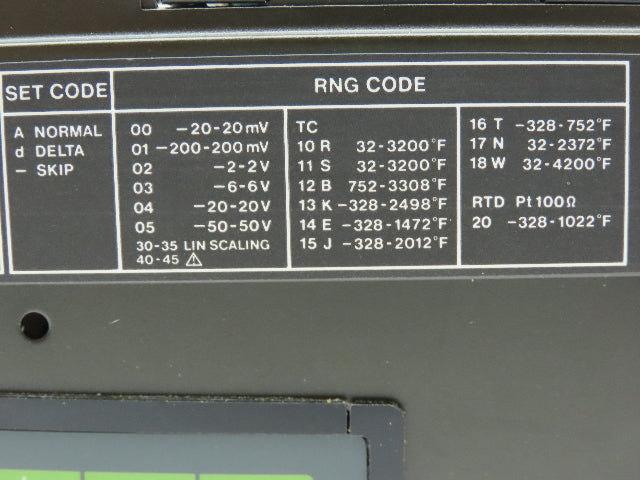 SET CODE
RNG CODE
A NORMAL
d DELTA
– SKIP
00 –20-20mV
01 –200-200mV
02 –2-2V
03 –6-6V
04 –20-20V
05 –50-50V
30-35 LIN SCALING
40-45 ⚠
TC
10 R 32-3200°F
11 S 32-3200°F
12 B 752-3308°F
13 K –328-2498°F
14 E –328-1472°F
15 J –328-2012°F
16 T –328-752°F
17 N 32-2372°F
18 W 32-4200°F
RTD Pt100Ω
20 –328-1022°F